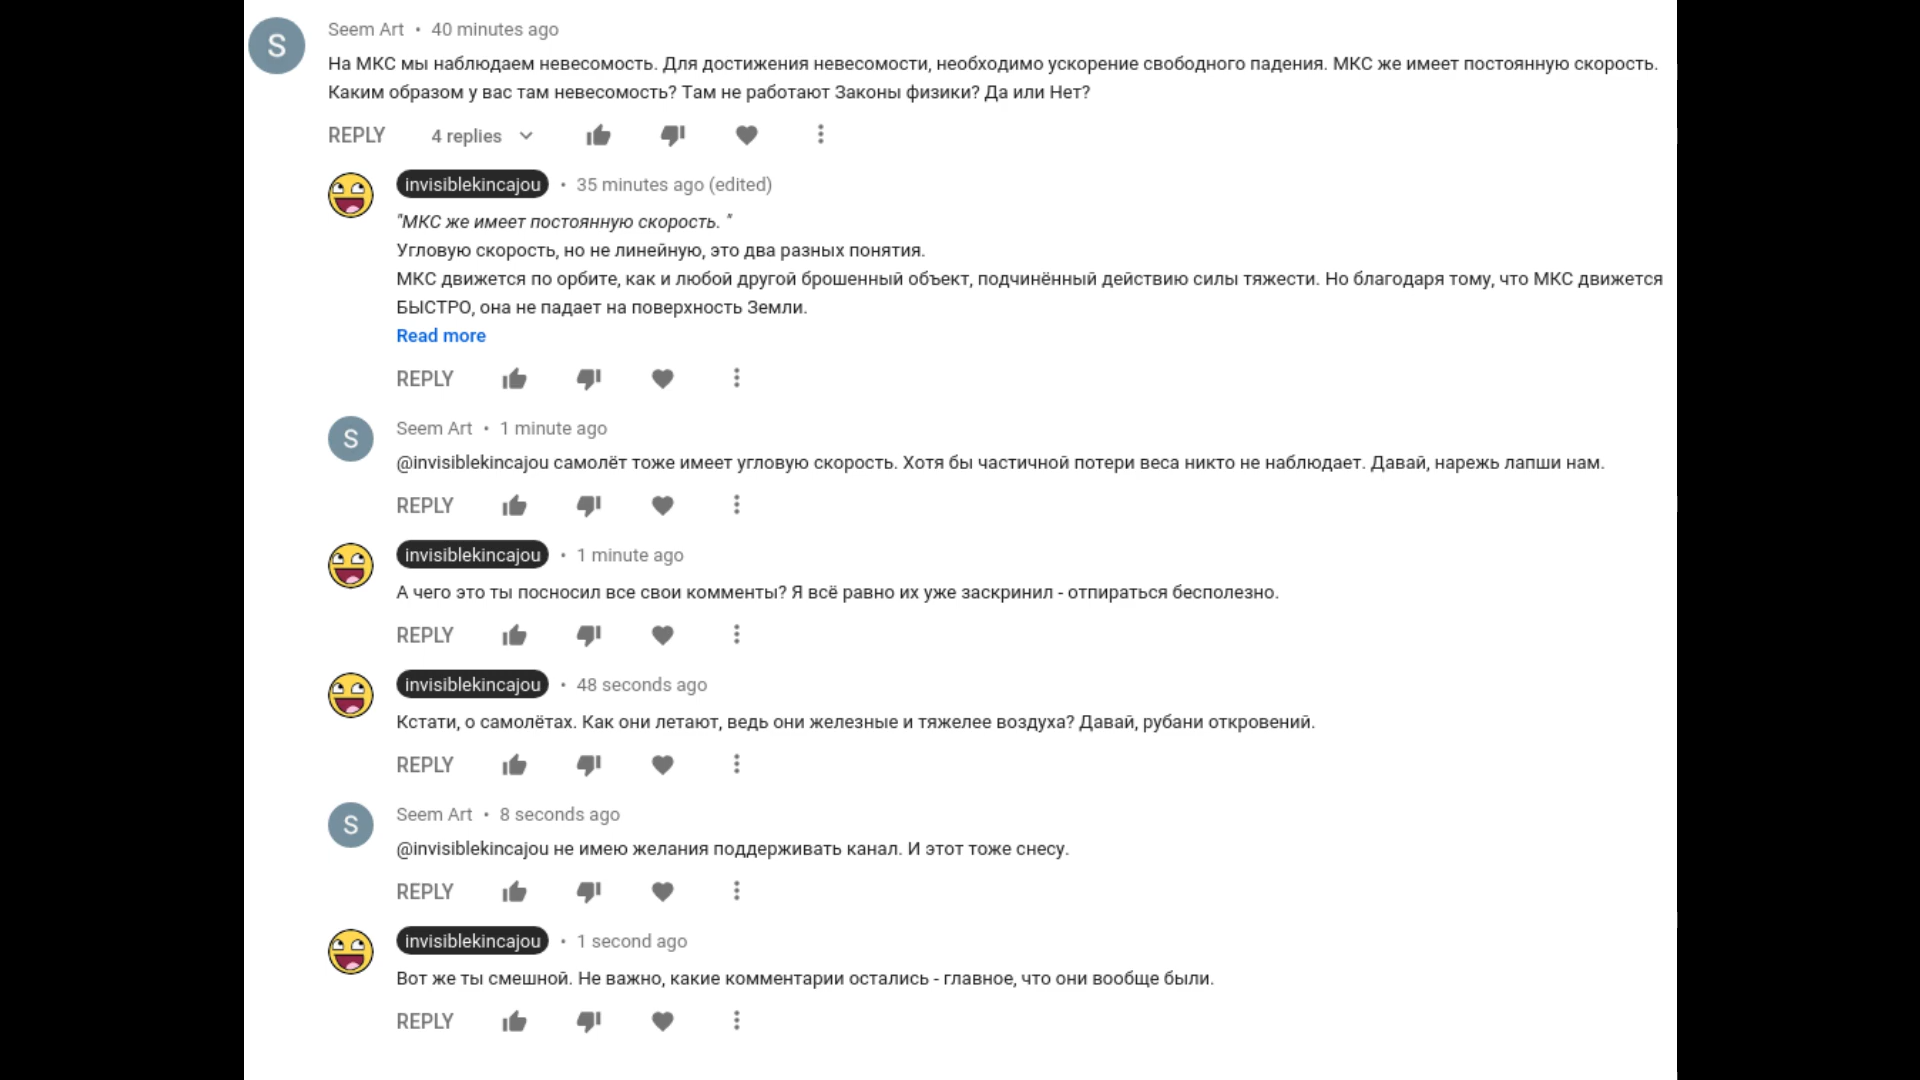 S
Seem Art • 40 minutes ago
На МКС мы наблюдаем невесомость. Для достижения невесомости, необходимо ускорение свободного падения. МКС же имеет постоянную скорость.
Каким образом у вас там невесомость? Там не работают Законы физики? Да или Нет?
REPLY 4 replies
invisiblekincajou • 35 minutes ago (edited)
"МКС же имеет постоянную скорость. "
Угловую скорость, но не линейную, это два разных понятия.
МКС движется по орбите, как и любой другой брошенный объект, подчинённый действию силы тяжести. Но благодаря тому, что МКС движется
БЫСТРО, она не падает на поверхность Земли.
Read more
REPLY
S
Seem Art • 1 minute ago
@invisiblekincajou самолёт тоже имеет угловую скорость. Хотя бы частичной потери веса никто не наблюдает. Давай, нарежь лапши нам.
REPLY
invisiblekincajou • 1 minute ago
А чего это ты посносил все свои комменты? Я всё равно их уже заскринил - отпираться бесполезно.
REPLY
invisiblekincajou • 48 seconds ago
Кстати, о самолётах. Как они летают, ведь они железные и тяжелее воздуха? Давай, рубани откровений.
REPLY
S
Seem Art • 8 seconds ago
@invisiblekincajou не имею желания поддерживать канал. И этот тоже снесу.
REPLY
invisiblekincajou • 1 second ago
Вот же ты смешной. Не важно, какие комментарии остались - главное, что они вообще были.
REPLY